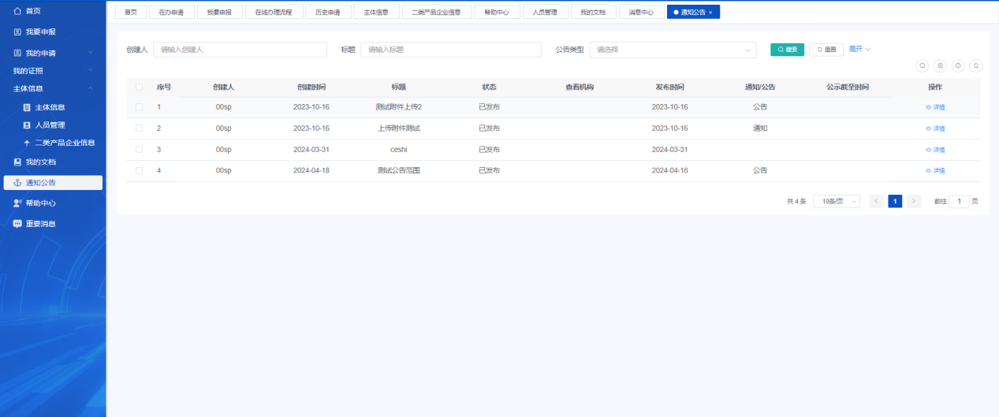 首页
我要申报
我的申请
我的证照
主体信息
主体信息
人员管理
二类产品企业信息
我的文档
通知公告
帮助中心
重要消息
首页 在办申请 我要申报 在线办理流程 历史申请 主体信息 二类产品企业信息 帮助中心 人员管理 我的文档 消息中心 通知公告 ×
创建人 请输入创建人 标题 请输入标题 公告类型 请选择 搜索 重置 展开
序号 创建人 创建时间 标题 状态 查看机构 发布时间 通知/公告 公示截至时间 操作
1 00sp 2023-10-16 测试附件上传2 已发布 2023-10-16 公告 详情
2 00sp 2023-10-16 上传附件测试 已发布 2023-10-16 通知 详情
3 00sp 2024-03-31 ceshi 已发布 2024-03-31 详情
4 00sp 2024-04-18 测试公告范围 已发布 2024-04-18 公告 详情
共 4 条 10条/页 < 1 > 前往 1 页